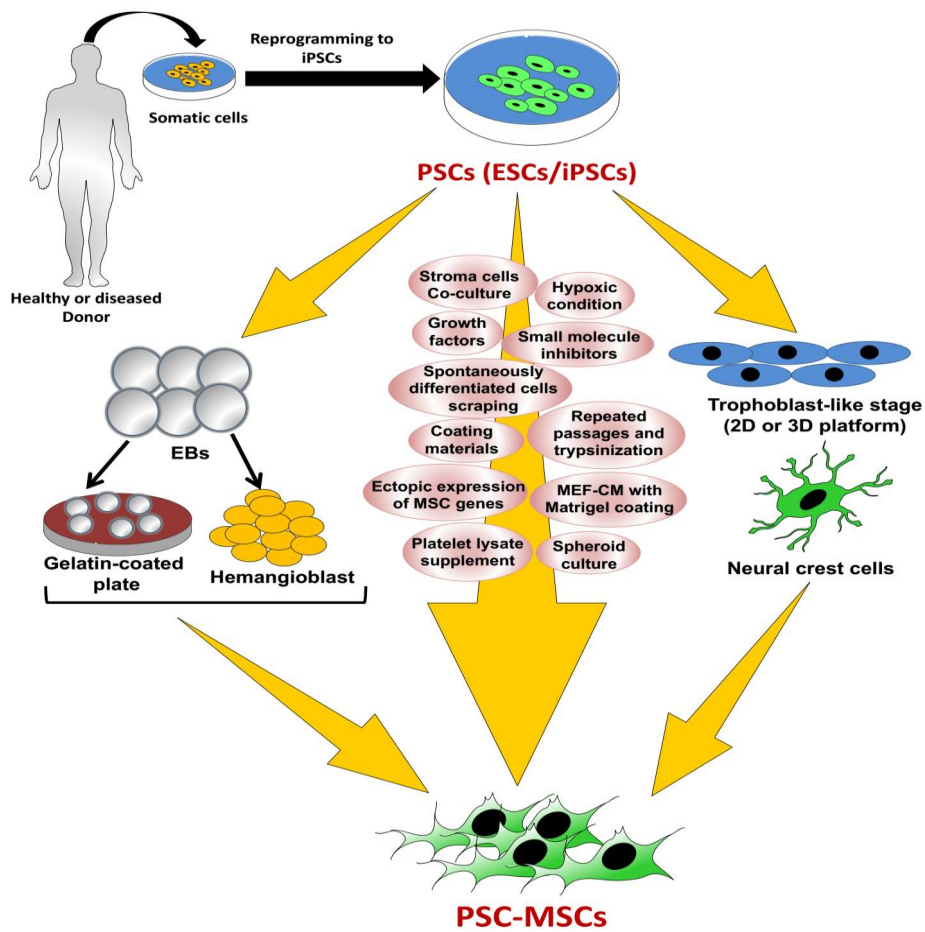 Reprogramming to
iPSCs
Somatic cells
PSCs (ESCs/iPSCs)
Healthy or diseased
Donor
Stroma cells
Co-culture
Hypoxic
condition
Growth
factors
Small molecule
inhibitors
Spontaneously
differentiated cells
scraping
Coating
materials
Repeated
passages and
trypsinization
Ectopic expression
of MSC genes
MEF-CM with
Matrigel coating
Platelet lysate
supplement
Spheroid
culture
EBs
Gelatin-coated
plate
Hemangioblast
Trophoblast-like stage
(2D or 3D platform)
Neural crest cells
PSC-MSCs